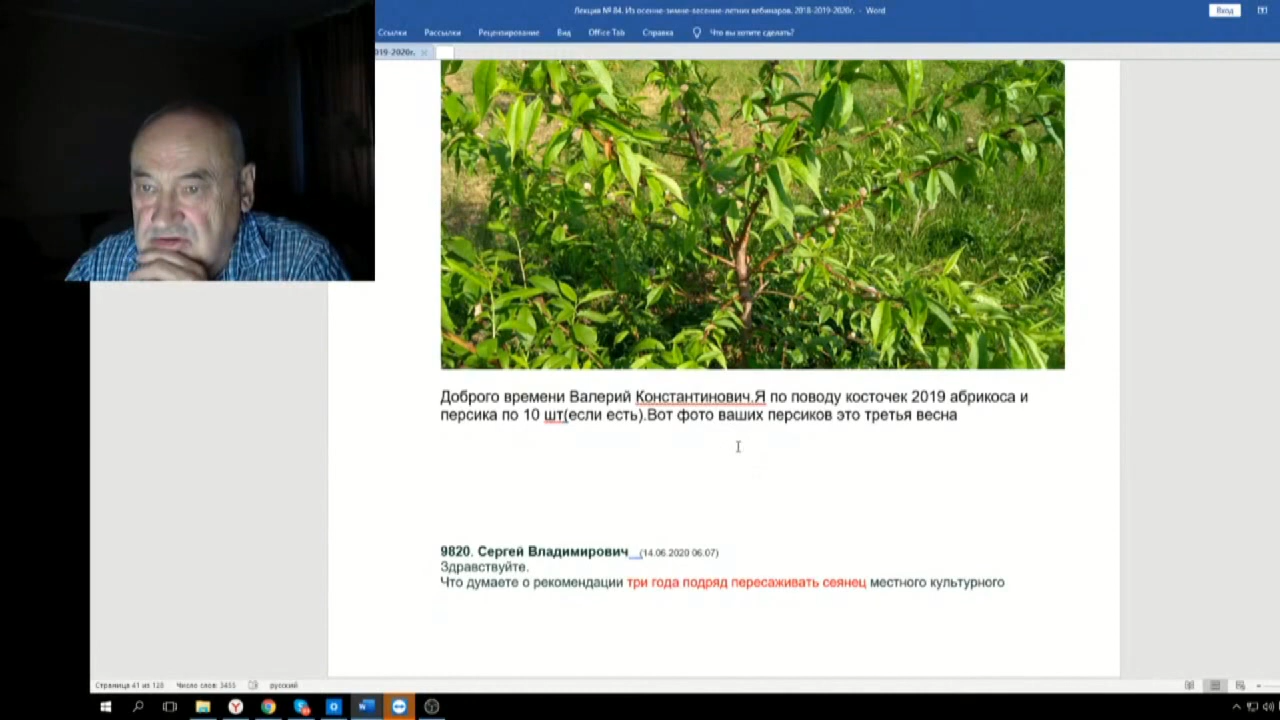 Лекция № 84. Из осенне-зимне-весенне-летних вебинаров. 2018-2019-2020г. - Word
Вход
Ссылки Рассылки Рецензирование Вид Office Tab Справка Что вы хотите сделать?
019-2020г.
Доброго времени Валерий Константинович.Я по поводу косточек 2019 абрикоса и
персика по 10 шт(если есть).Вот фото ваших персиков это третья весна
9820. Сергей Владимирович (14.06.2020 06.07)
Здравствуйте.
Что думаете о рекомендации три года подряд пересаживать сеянец местного культурного
Страница 41 из 128 Число слов: 3455 русский